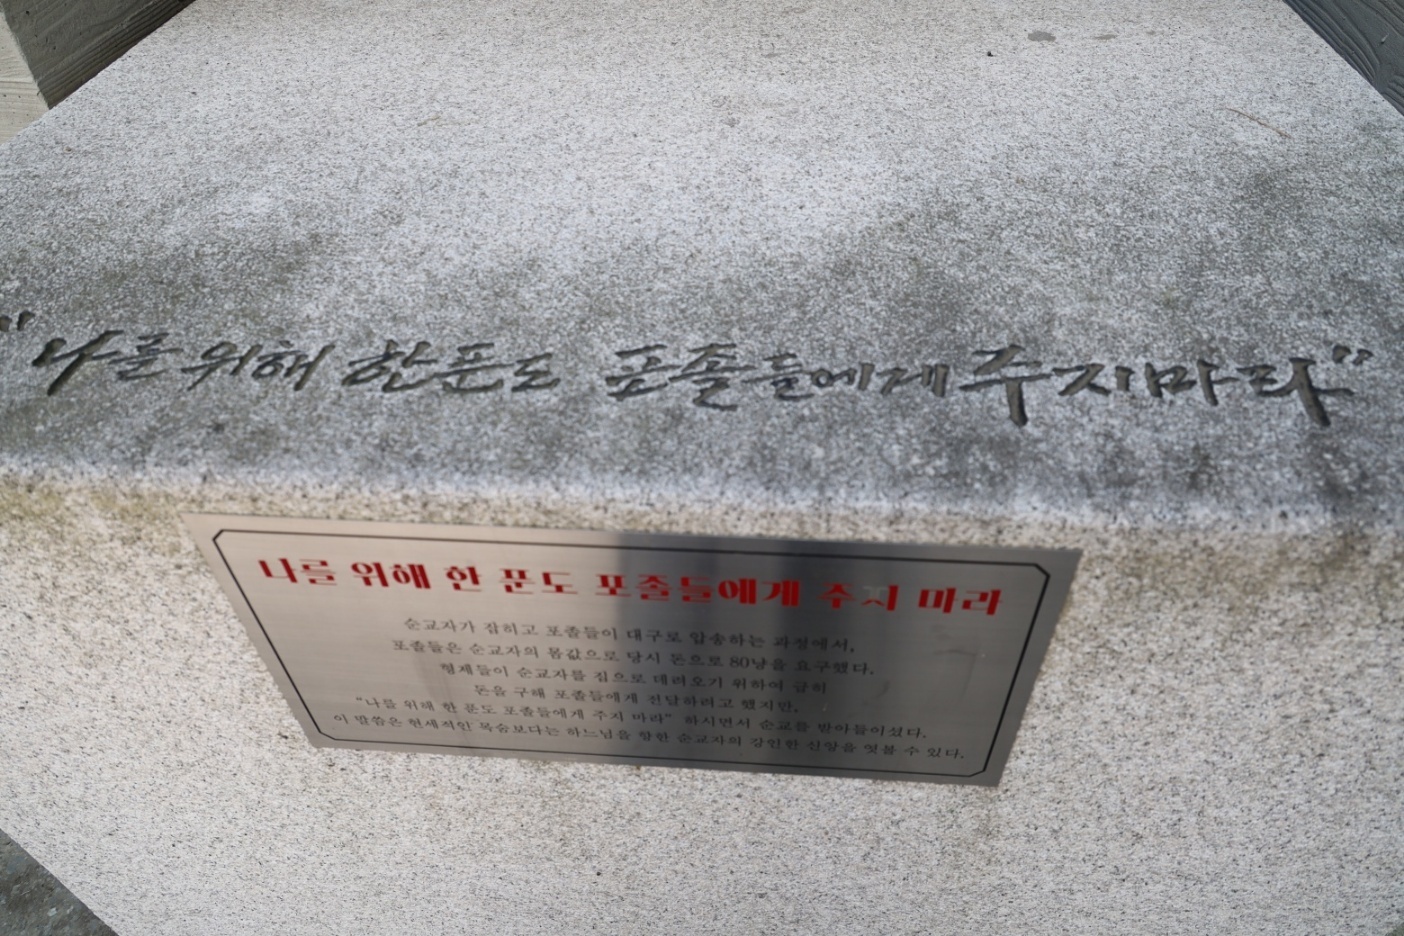 "나를 위해 한푼도 포졸들에게 주지마라"
나를 위해 한 푼도 포졸들에게 주지 마라
순교자가 잡히고 포졸들이 대구로 압송하는 과정에서,
포졸들은 순교자의 몸값으로 당시 돈으로 80냥을 요구했다,
형제들이 순교자를 집으로 데려오기 위하여 급히
돈을 구해 포졸들에게 전달하려고 했지만,
"나를 위해 한 푼도 포졸들에게 주지 마라" 하시면서 순교를 받아들이셨다.
이 말씀은 현세적인 목숨보다는 하느님을 향한 순교자의 강인한 신앙을 엿볼 수 있다.